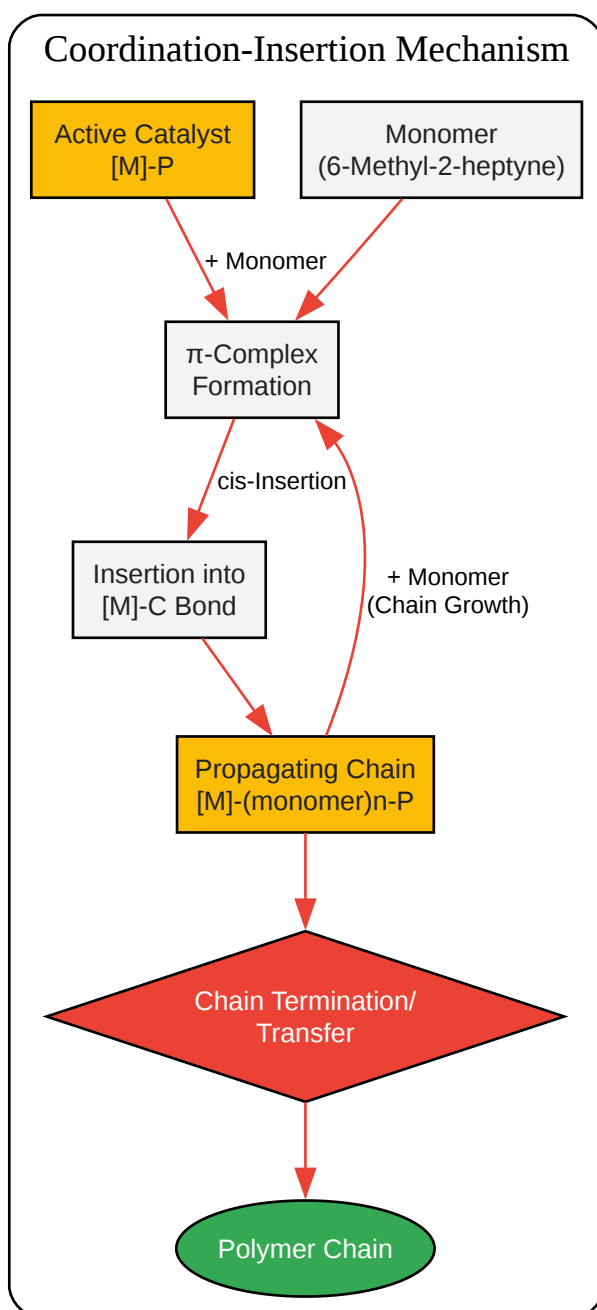 Coordination-Insertion Mechanism
Active Catalyst
[M]-P
Monomer
(6-Methyl-2-heptyne)
+ Monomer
π-Complex
Formation
cis-Insertion
Insertion into
[M]-C Bond
+ Monomer
(Chain Growth)
Propagating Chain
[M]-(monomer)n-P
Chain Termination/
Transfer
Polymer Chain